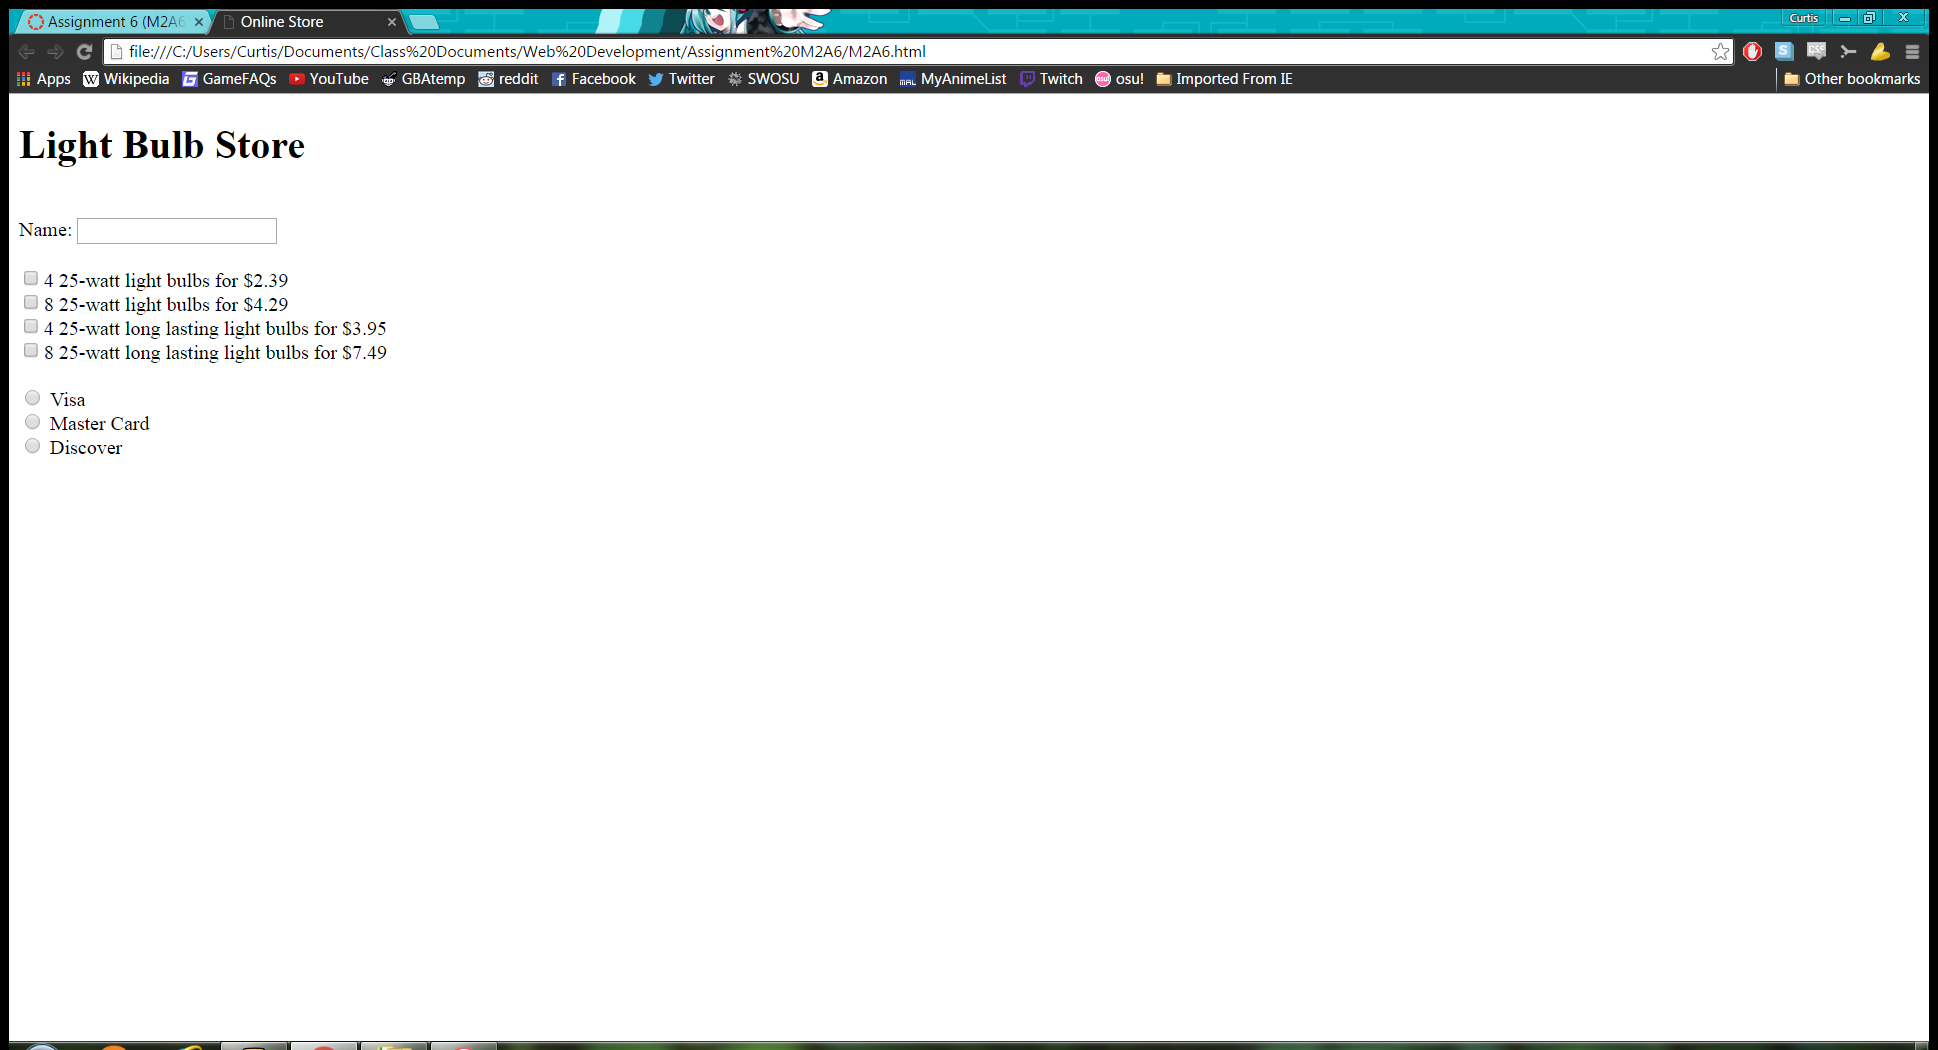 Assignment 6 (M2A6
Online Store
Curtis
file:///C:/Users/Curtis/Documents/Class%20Documents/Web%20Development/Assignment%20M2A6/M2A6.html
Apps Wikipedia GameFAQs YouTube GBAtemp reddit Facebook Twitter SWOSU Amazon MyAnimeList Twitch osu! Imported From IE Other bookmarks
Light Bulb Store
Name:
4 25-watt light bulbs for $2.39
8 25-watt light bulbs for $4.29
4 25-watt long lasting light bulbs for $3.95
8 25-watt long lasting light bulbs for $7.49
Visa
Master Card
Discover